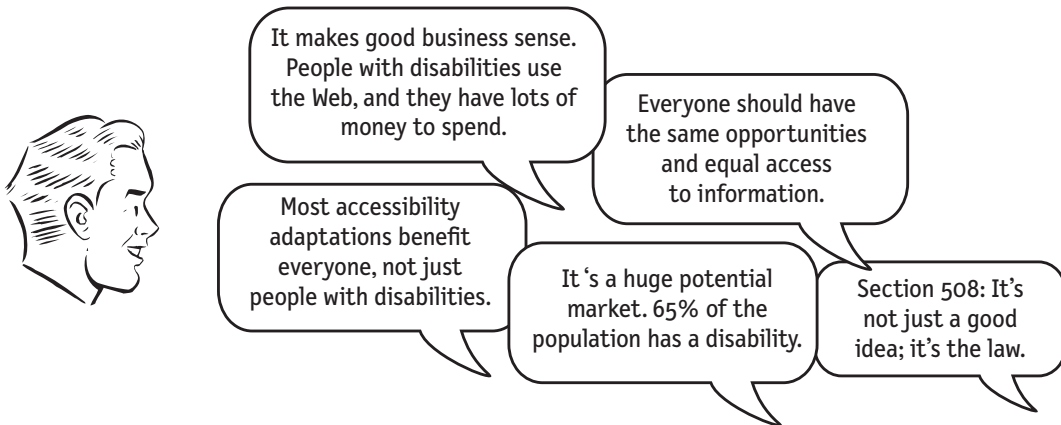 It makes good business sense.
People with disabilities use
the Web, and they have lots of
money to spend.
Everyone should have
the same opportunities
and equal access
to information.
Most accessibility
adaptations benefit
everyone, not just
people with disabilities.
It ‘s a huge potential
market. 65% of the
population has a disability.
Section 508: It’s
not just a good
idea; it’s the law.